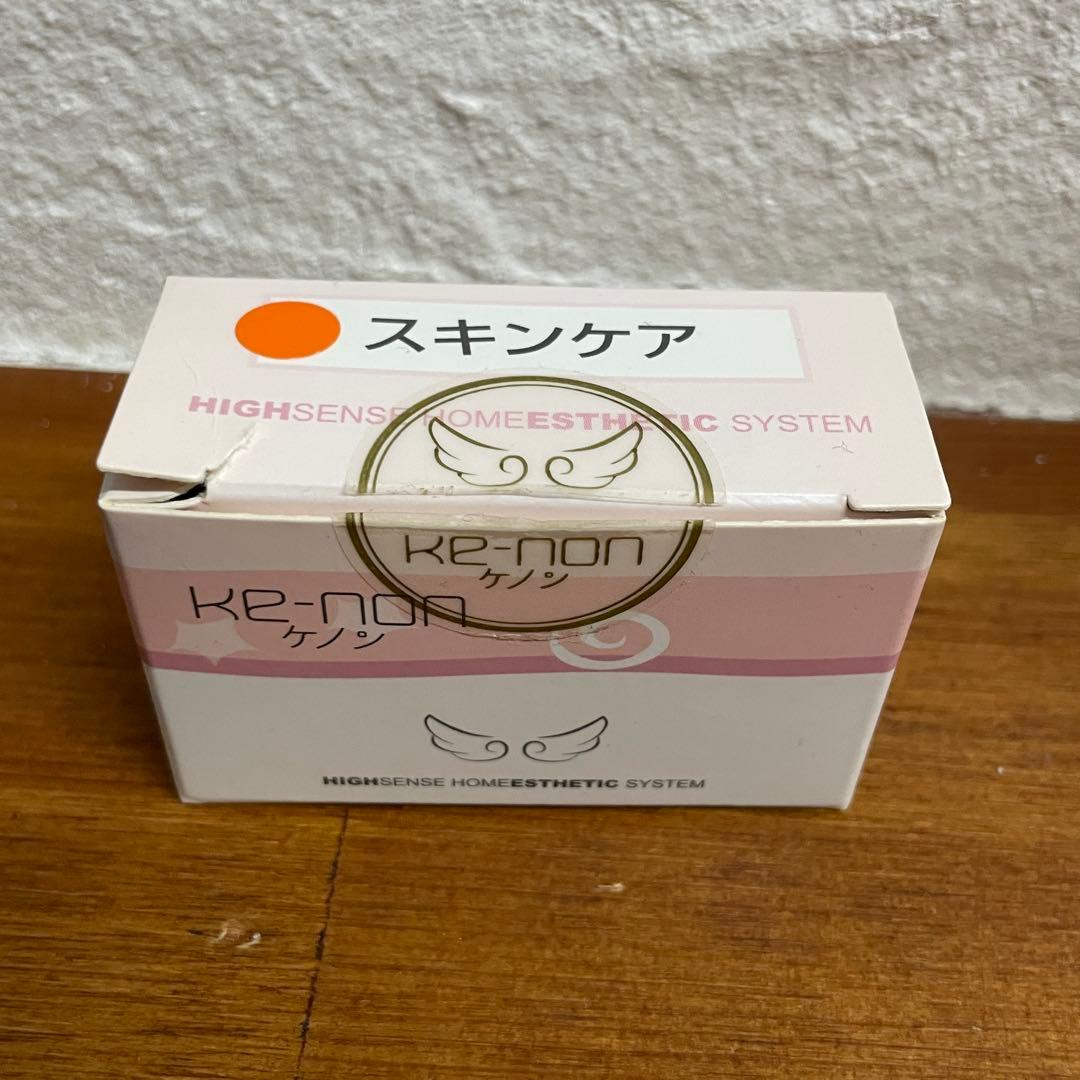 スキンケア
HIGHSENSE HOMEESTHETIC SYSTEM
Ke-non
ケノン
Ke-non
ケノン
HIGHSENSE HOMEESTHETIC SYSTEM